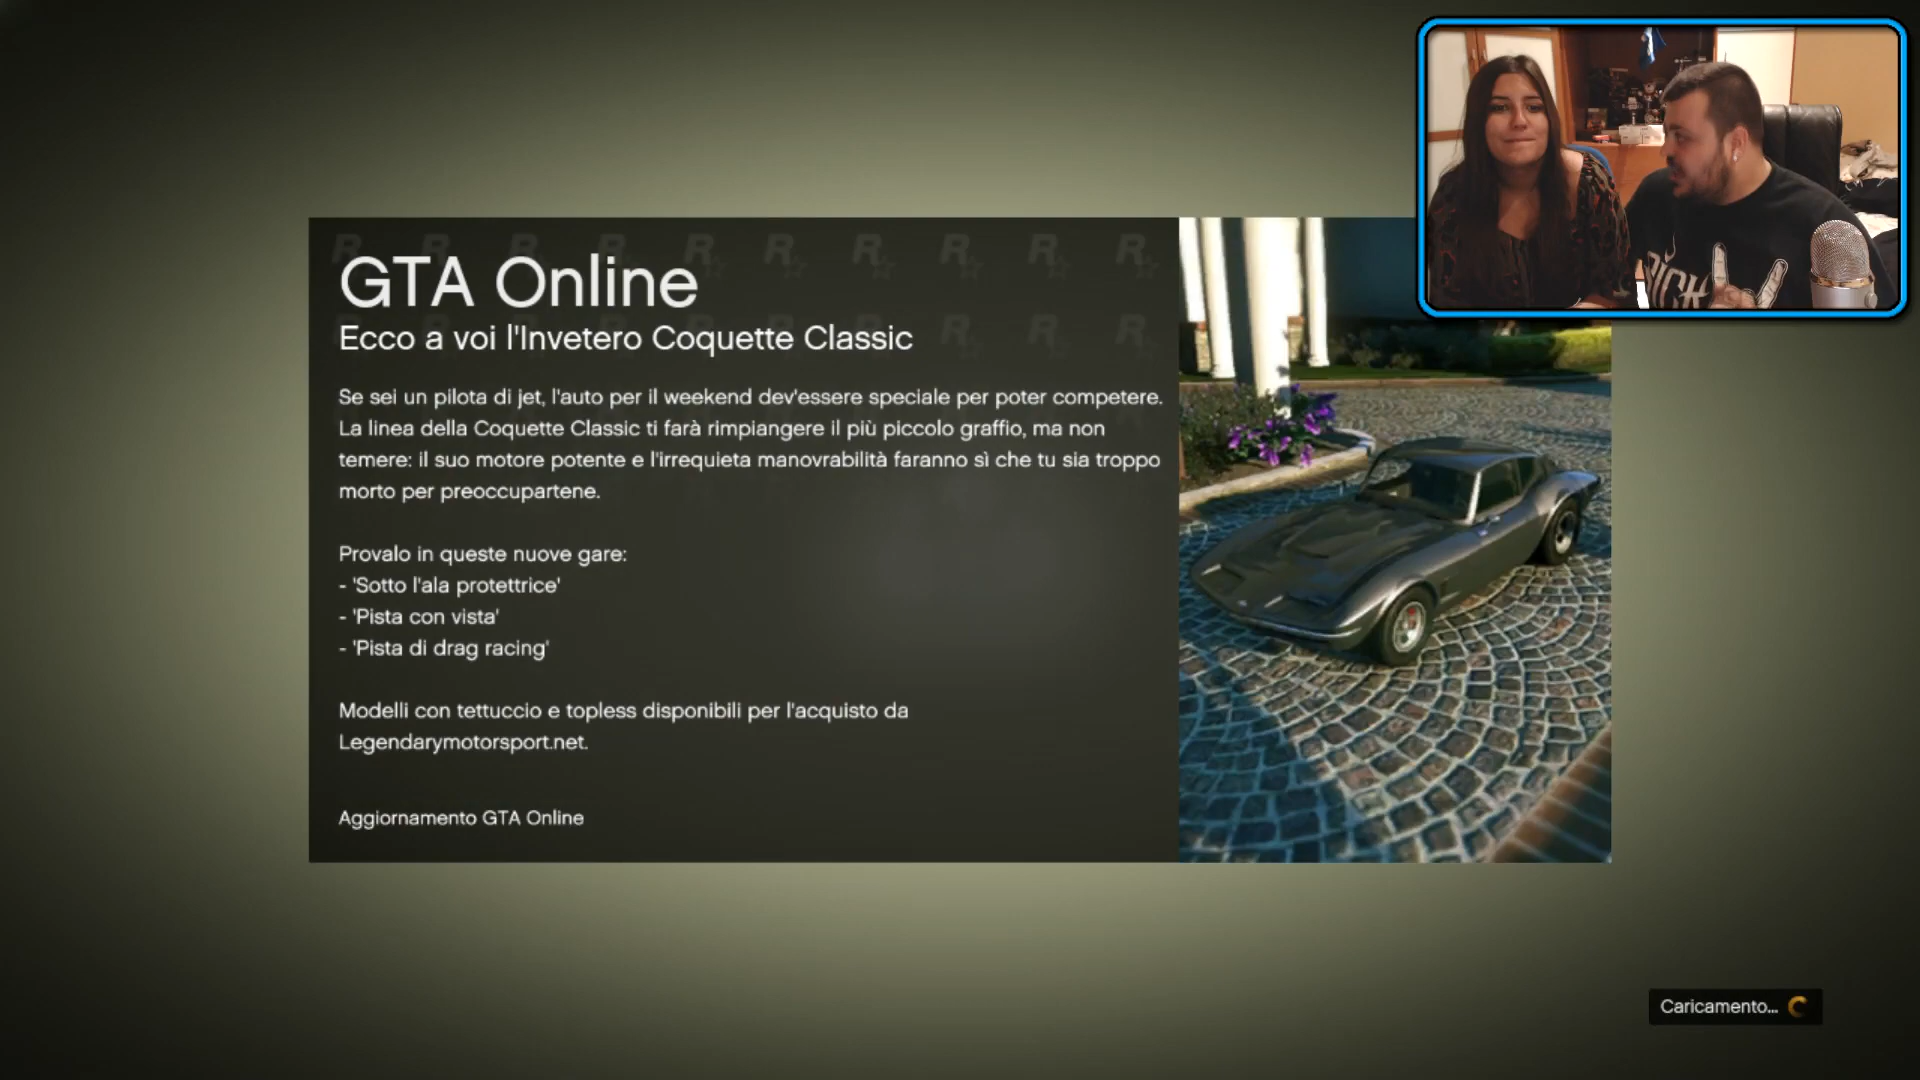 GTA Online
Ecco a voi l'Invetero Coquette Classic
Se sei un pilota di jet, l'auto per il weekend dev'essere speciale per poter competere.
La linea della Coquette Classic ti farà rimpiangere il più piccolo graffio, ma non
temere: il suo motore potente e l'irrequieta manovrabilità faranno sì che tu sia troppo
morto per preoccupartene.
Provalo in queste nuove gare:
- 'Sotto l'ala protettrice'
- 'Pista con vista'
- 'Pista di drag racing'
Modelli con tettuccio e topless disponibili per l'acquisto da
Legendarymotorsport.net.
Aggiornamento GTA Online
Caricamento...